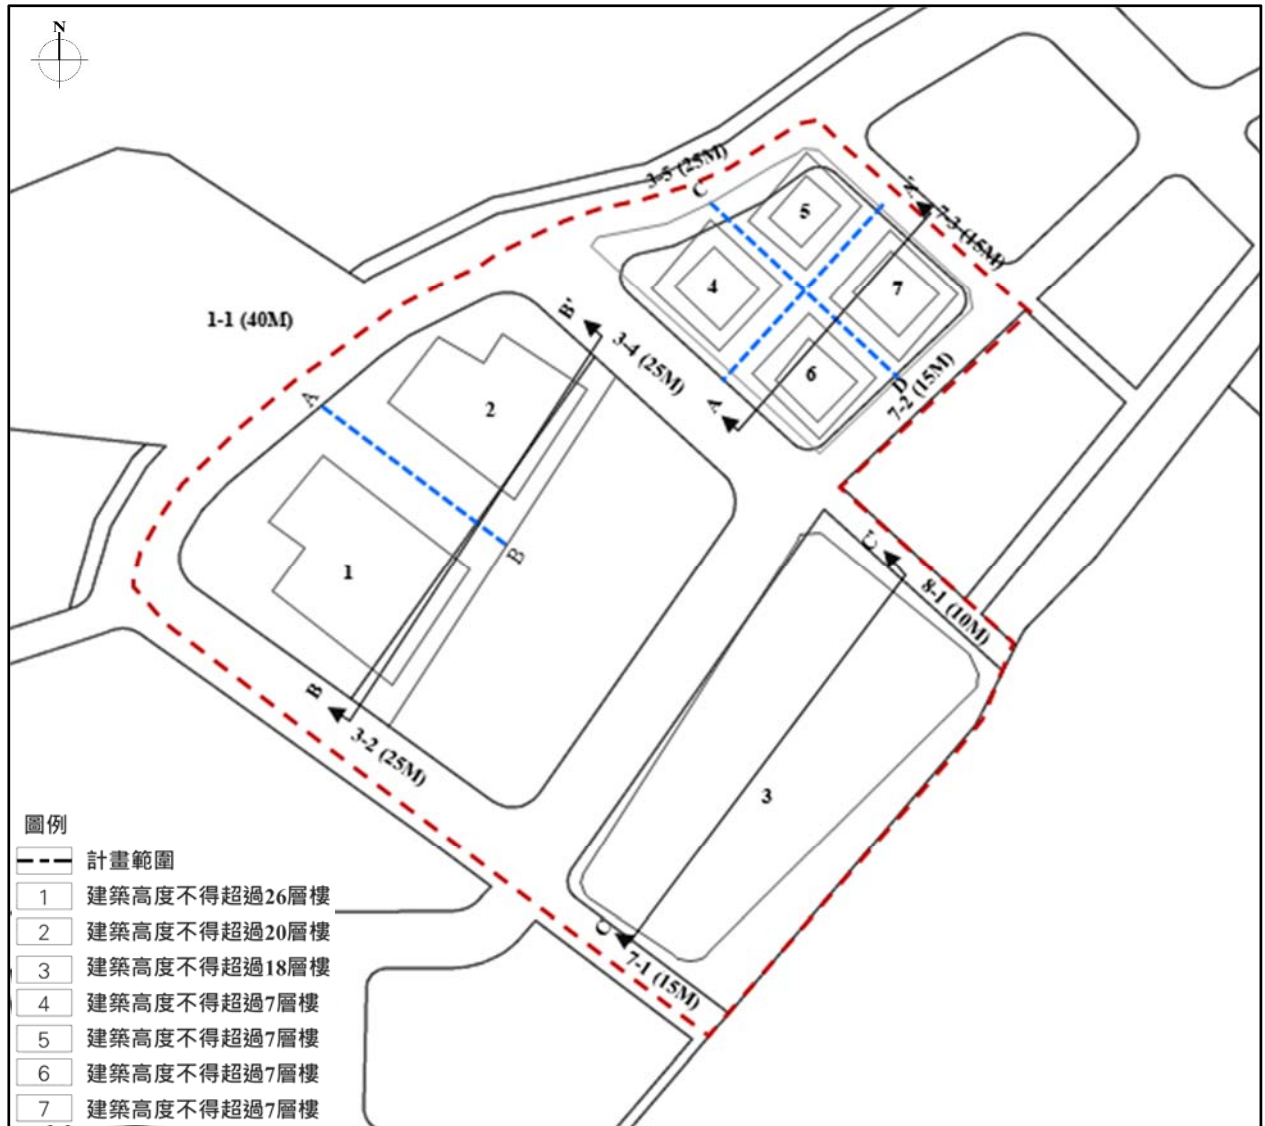 N
3-5 (25M)
C
5
A'
7-3 (15M)
4
7
1-1 (40M)
B'
3-4 (25M)
6
D
7-2 (15M)
A
A
2
B
1
C'
8-1 (10M)
B
3-2 (25M)
3
C
7-1 (15M)
圖例
計畫範圍
1 建築高度不得超過26層樓
2 建築高度不得超過20層樓
3 建築高度不得超過18層樓
4 建築高度不得超過7層樓
5 建築高度不得超過7層樓
6 建築高度不得超過7層樓
7 建築高度不得超過7層樓